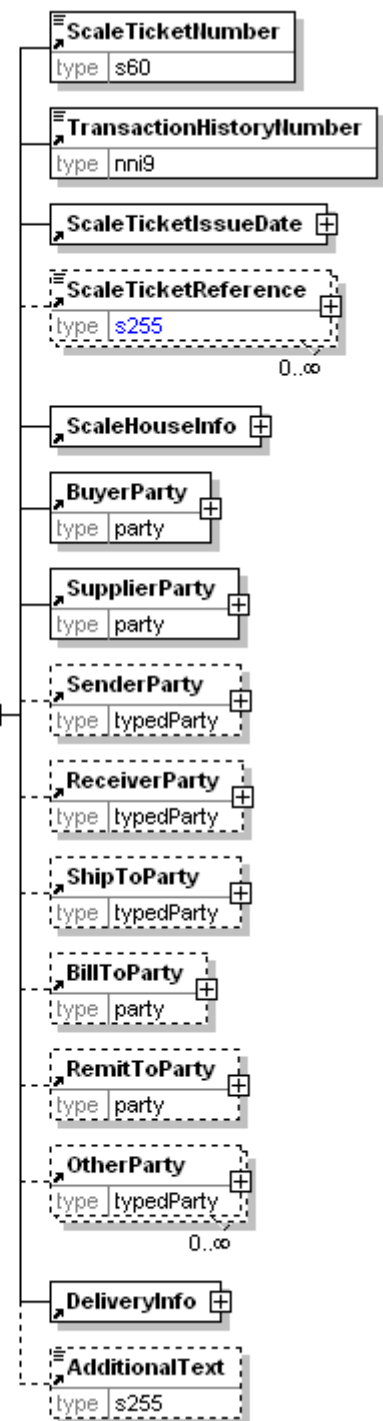 ScaleTicketNumber
type s60
TransactionHistoryNumber
type nni9
ScaleTicketIssueDate
ScaleTicketReference
type s255
0..∞
ScaleHouseInfo
BuyerParty
type party
SupplierParty
type party
SenderParty
type typedParty
ReceiverParty
type typedParty
ShipToParty
type typedParty
BillToParty
type party
RemitToParty
type party
OtherParty
type typedParty
0..∞
DeliveryInfo
AdditionalText
type s255